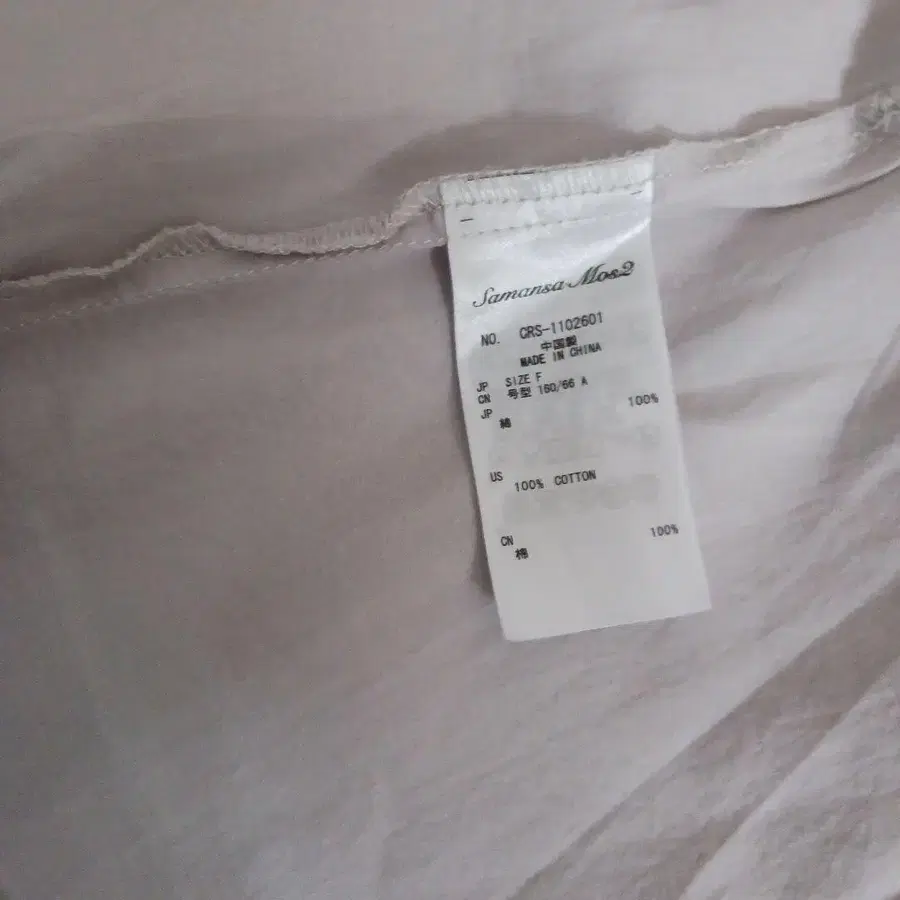 Samansa Mos2
NO. CRS-1102601
中国製
MADE IN CHINA
JP SIZE F
CN 号型 160/66 A
JP 綿 100%
US 100% COTTON
CN 棉 100%